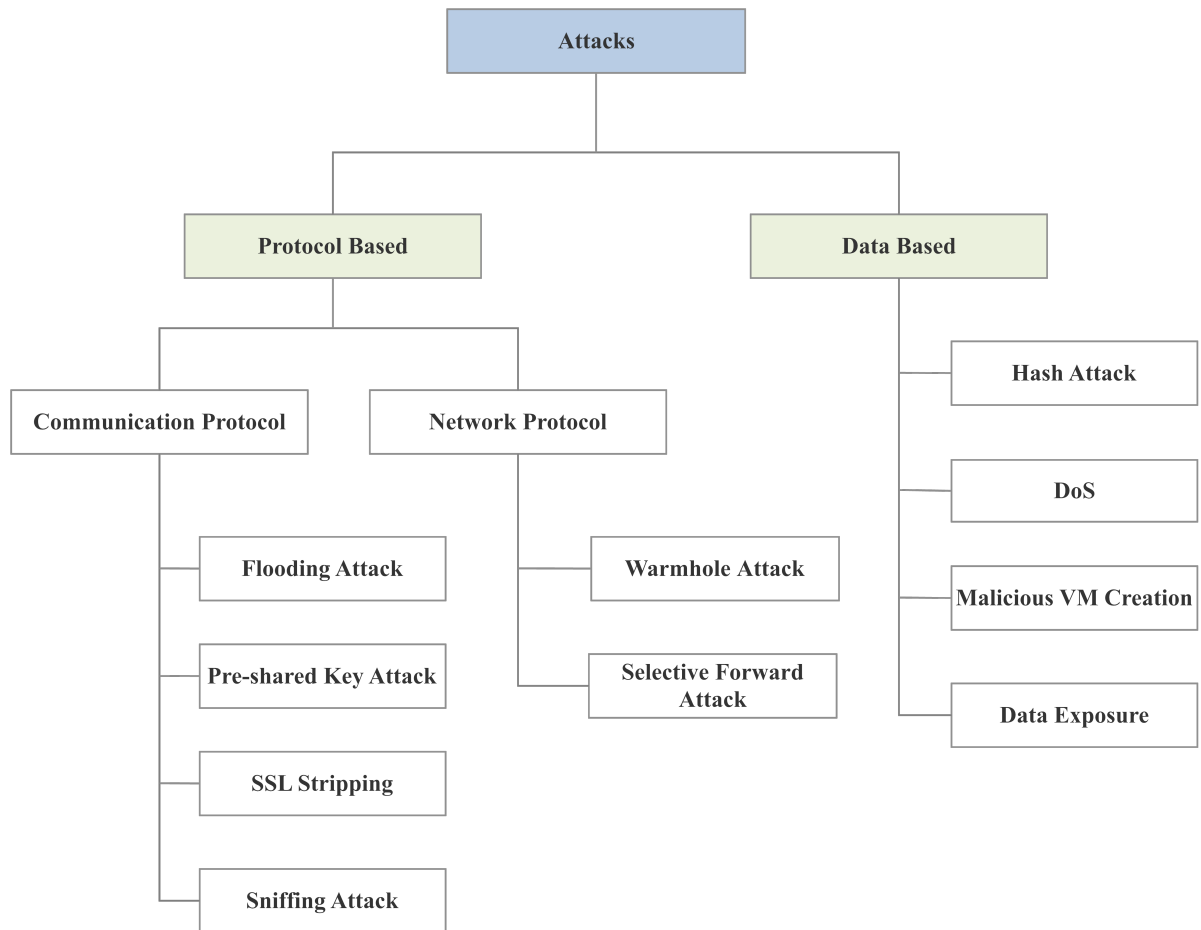 Attacks
Protocol Based
Data Based
Communication Protocol
Network Protocol
Flooding Attack
Pre-shared Key Attack
SSL Stripping
Sniffing Attack
Warmhole Attack
Selective Forward
Attack
Hash Attack
DoS
Malicious VM Creation
Data Exposure